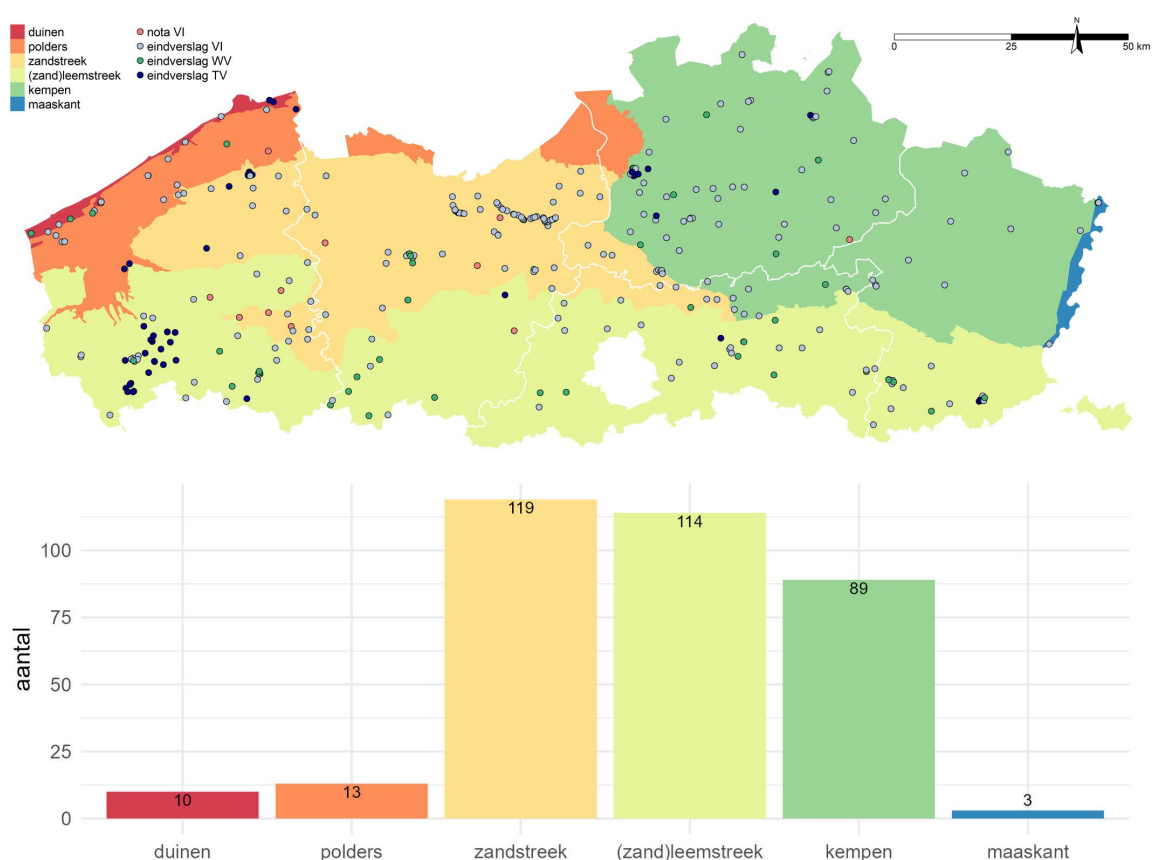 duinen
polders
zandstreek
(zand)leemstreek
kempen
maaskant
nota VI
eindverslag VI
eindverslag WV
eindverslag TV
N
0 25 50 km
aantal
100
75
50
25
0
10
13
119
114
89
3
duinen polders zandstreek (zand)leemstreek kempen maaskant